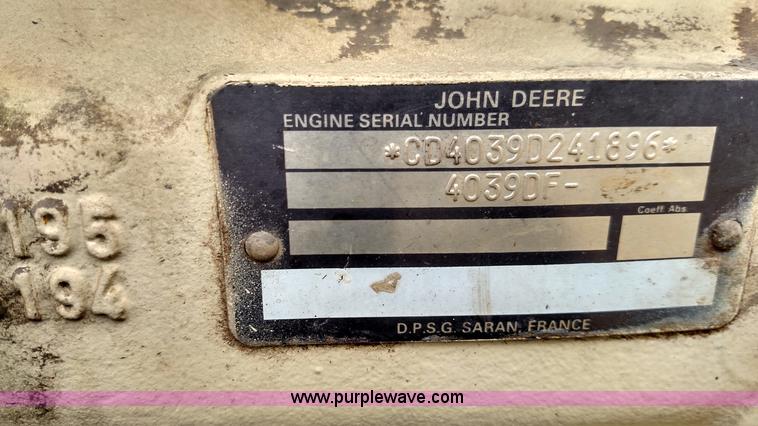 JOHN DEERE
ENGINE SERIAL NUMBER
*CD4039D241896*
4039DF-
Coeff. Abs.
195
194
D.P.S.G. SARAN, FRANCE
www.purplewave.com